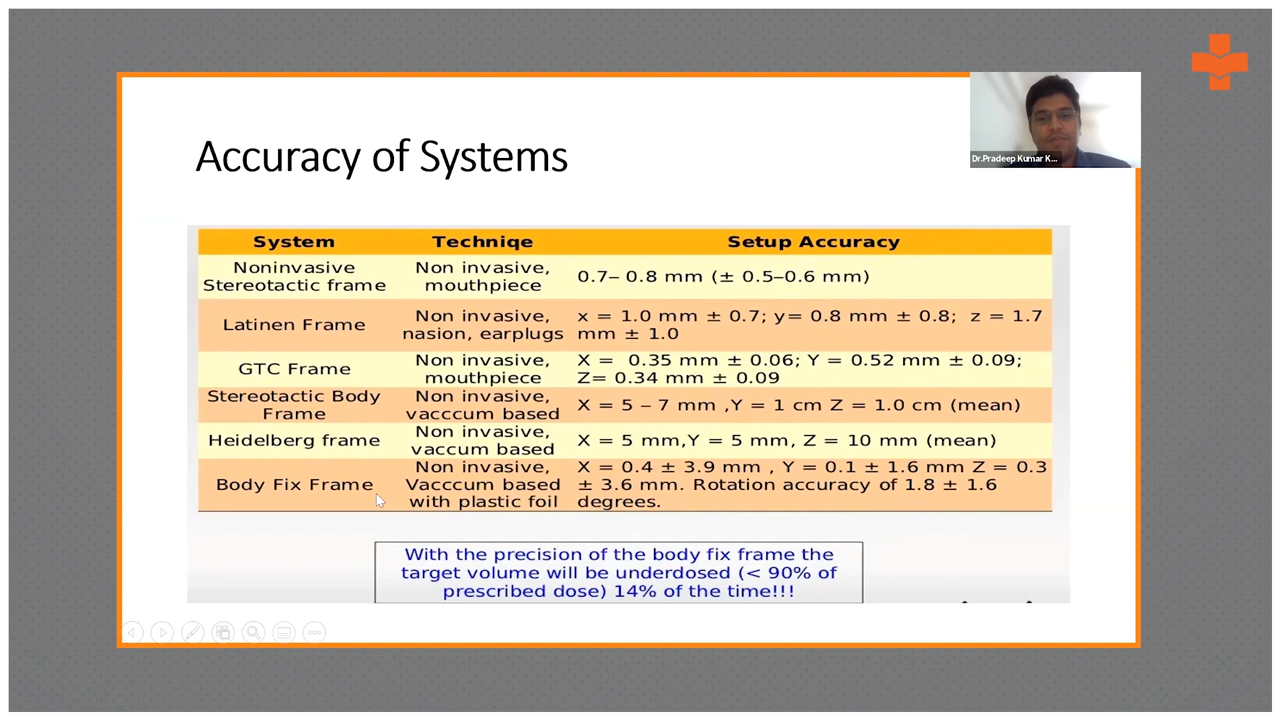 Accuracy of Systems
Dr.Pradeep Kumar K...
System Techniqe Setup Accuracy
Noninvasive
Stereotactic frame
Non invasive,
mouthpiece
0.7– 0.8 mm (± 0.5–0.6 mm)
Latinen Frame
Non invasive,
nasion, earplugs
x = 1.0 mm ± 0.7; y= 0.8 mm ± 0.8; z = 1.7
mm ± 1.0
GTC Frame
Non invasive,
mouthpiece
X = 0.35 mm ± 0.06; Y = 0.52 mm ± 0.09;
Z= 0.34 mm ± 0.09
Stereotactic Body
Frame
Non invasive,
vacccum based
X = 5 – 7 mm ,Y = 1 cm Z = 1.0 cm (mean)
Heidelberg frame
Non invasive,
vaccum based
X = 5 mm,Y = 5 mm, Z = 10 mm (mean)
Body Fix Frame
Non invasive,
Vacccum based
with plastic foil
X = 0.4 ± 3.9 mm , Y = 0.1 ± 1.6 mm Z = 0.3
± 3.6 mm. Rotation accuracy of 1.8 ± 1.6
degrees.
With the precision of the body fix frame the
target volume will be underdosed (< 90% of
prescribed dose) 14% of the time!!!